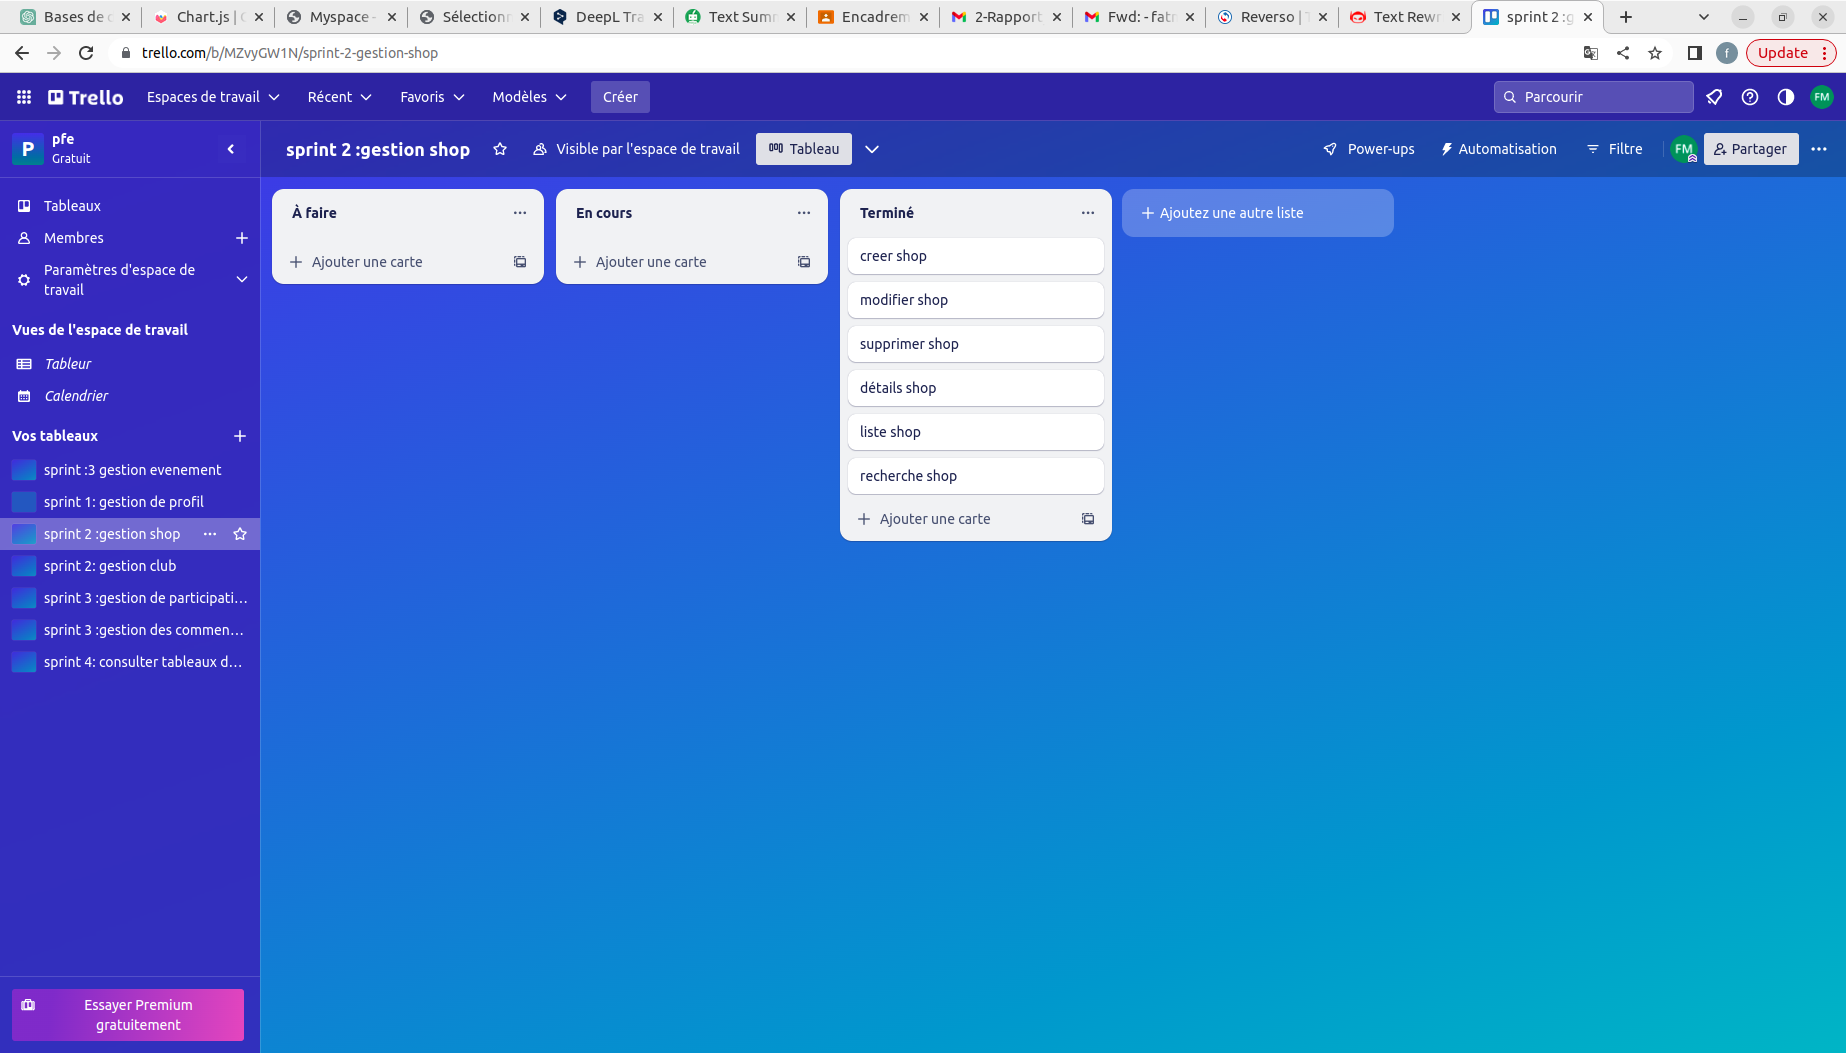 Bases de c
Chart.js | C
Myspace -
Sélectionn
DeepL Tra
Text Summ
Encadrem
2-Rapport
Fwd: - fatm
Reverso | T
Text Rewr
sprint 2 :g
trello.com/b/MZvyGW1N/sprint-2-gestion-shop
f
Update
Trello
Espaces de travail
Récent
Favoris
Modèles
Créer
Parcourir
FM
P
pfe
Gratuit
sprint 2 :gestion shop
Visible par l'espace de travail
Tableau
Power-ups
Automatisation
Filtre
FM
Partager
Tableaux
Membres
Paramètres d'espace de
travail
Vues de l'espace de travail
Tableur
Calendrier
Vos tableaux
sprint :3 gestion evenement
sprint 1: gestion de profil
sprint 2 :gestion shop
sprint 2: gestion club
sprint 3 :gestion de participati...
sprint 3 :gestion des commen...
sprint 4: consulter tableaux d...
Essayer Premium
gratuitement
À faire
Ajouter une carte
En cours
Ajouter une carte
Terminé
creer shop
modifier shop
supprimer shop
détails shop
liste shop
recherche shop
Ajouter une carte
Ajoutez une autre liste